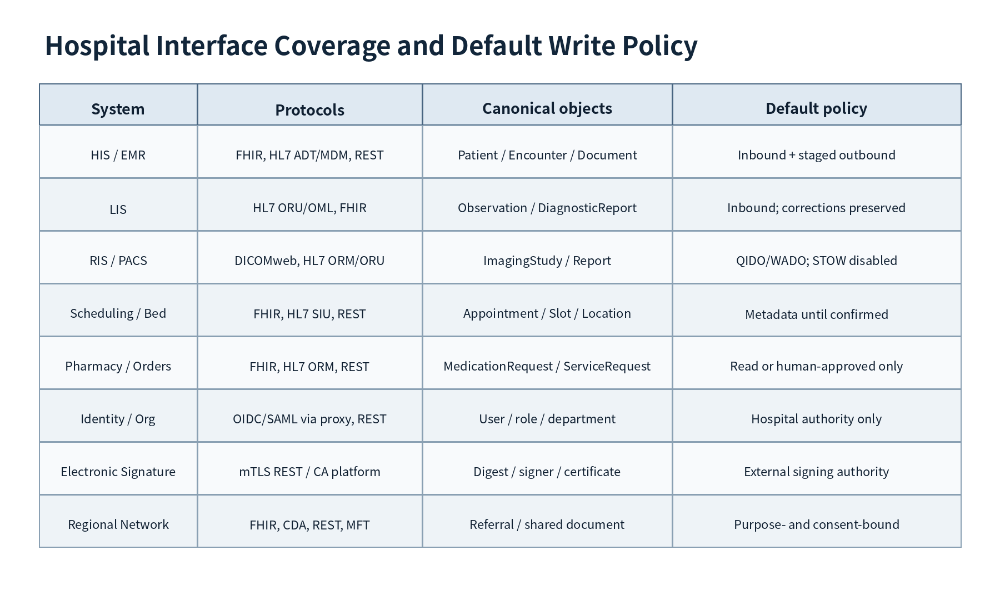 Hospital Interface Coverage and Default Write Policy
System Protocols Canonical objects Default policy
HIS / EMR FHIR, HL7 ADT/MDM, REST Patient / Encounter / Document Inbound + staged outbound
LIS HL7 ORU/OML, FHIR Observation / DiagnosticReport Inbound; corrections preserved
RIS / PACS DICOMweb, HL7 ORM/ORU ImagingStudy / Report QIDO/WADO; STOW disabled
Scheduling / Bed FHIR, HL7 SIU, REST Appointment / Slot / Location Metadata until confirmed
Pharmacy / Orders FHIR, HL7 ORM, REST MedicationRequest / ServiceRequest Read or human-approved only
Identity / Org OIDC/SAML via proxy, REST User / role / department Hospital authority only
Electronic Signature mTLS REST / CA platform Digest / signer / certificate External signing authority
Regional Network FHIR, CDA, REST, MFT Referral / shared document Purpose- and consent-bound